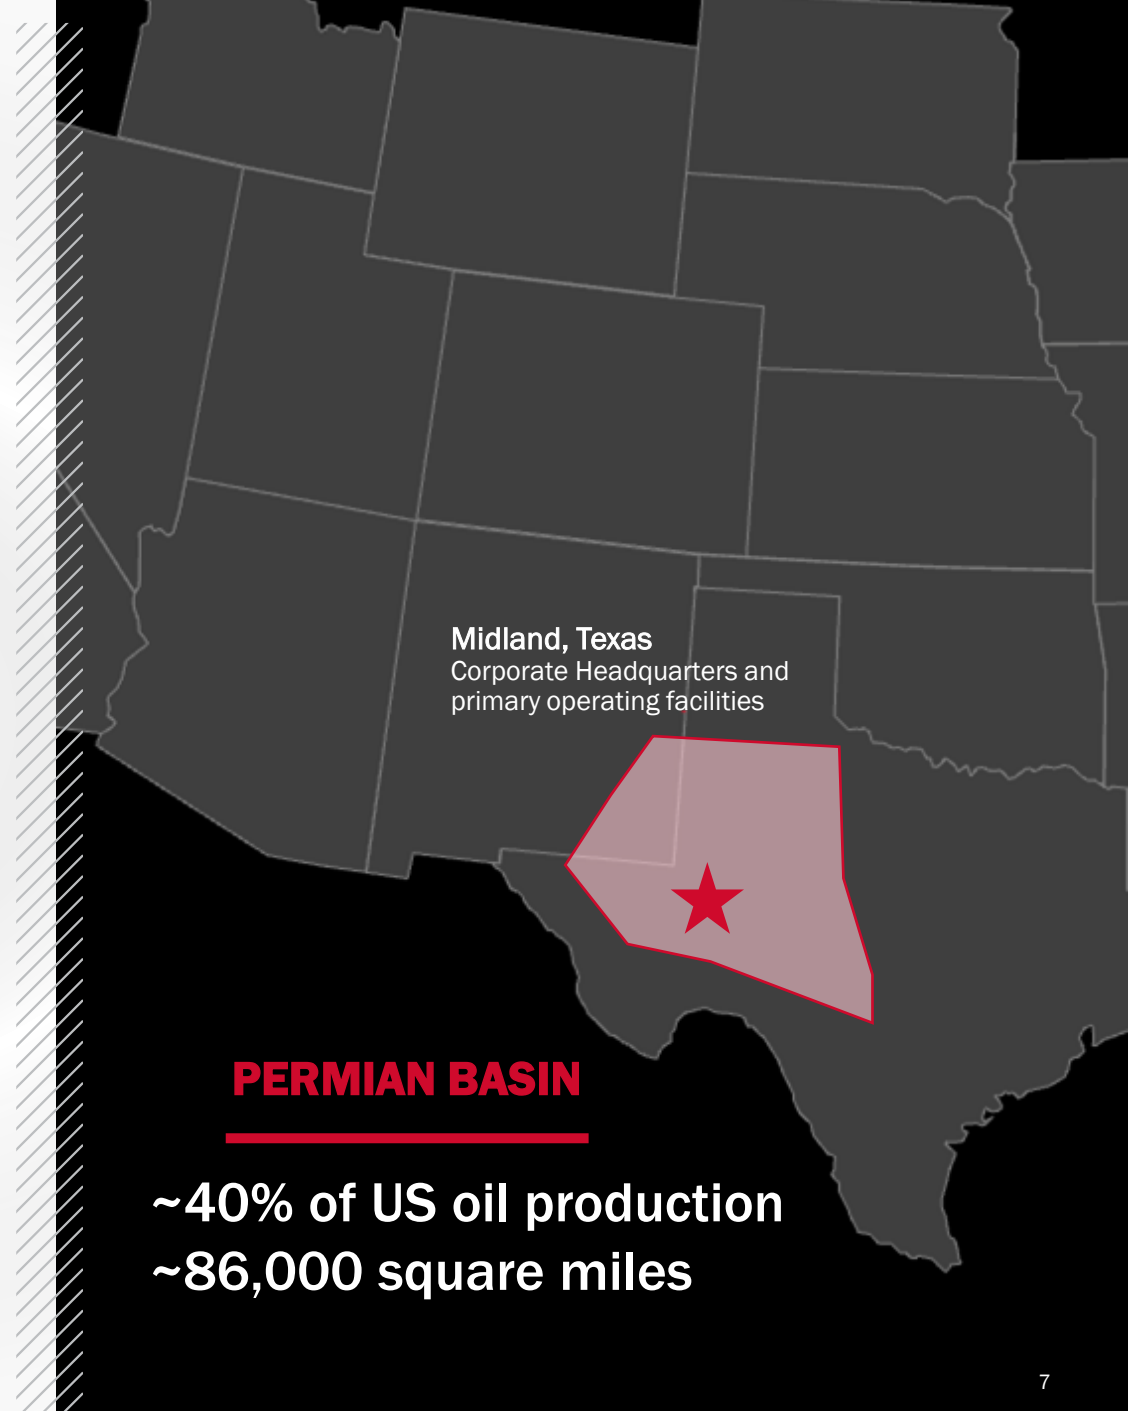 Midland, Texas
Corporate Headquarters and
primary operating facilities
PERMIAN BASIN
~40% of US oil production
~86,000 square miles
7